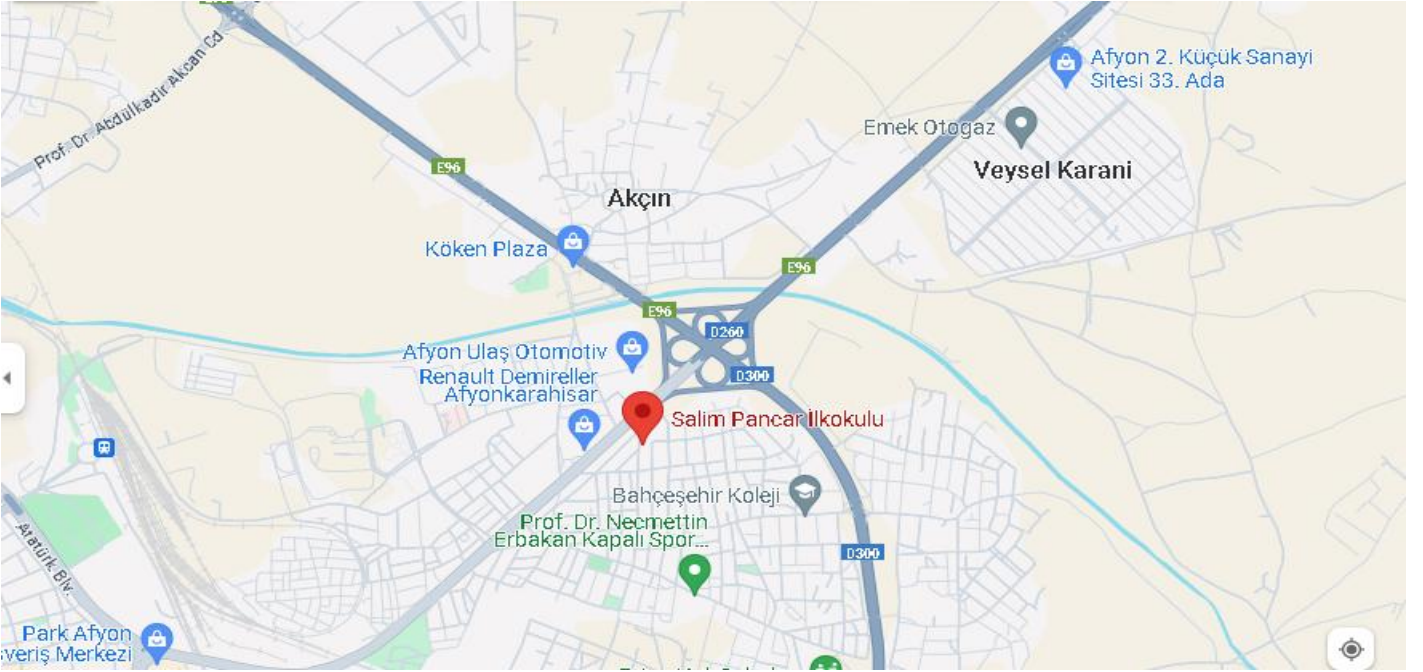 Afyon 2. Küçük Sanayi
Sitesi 33. Ada
Prof. Dr. Abdülkadir Akcan Cd
Emek Otogaz
E96
Veysel Karani
Akçın
Köken Plaza
E96
E96
D260
Afyon Ulaş Otomotiv
Renault Demireller
Afyonkarahisar
D300
Salim Pancar İlkokulu
Bahçeşehir Koleji
Prof. Dr. Necmettin
Erbakan Kapalı Spor...
Atatürk Blv.
D300
Park Afyon
şveriş Merkezi